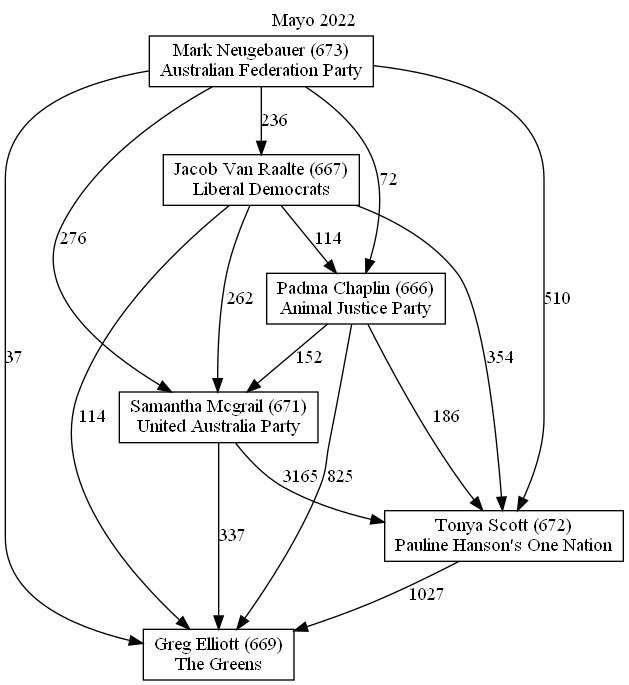 Mayo 2022
Mark Neugebauer (673)
Australian Federation Party
236
Jacob Van Raalte (667)
Liberal Democrats
72
276
114
Padma Chaplin (666)
Animal Justice Party
262
510
37
152
354
Samantha Mcgrail (671)
United Australia Party
114
186
3165
825
Tonya Scott (672)
Pauline Hanson's One Nation
337
1027
Greg Elliott (669)
The Greens